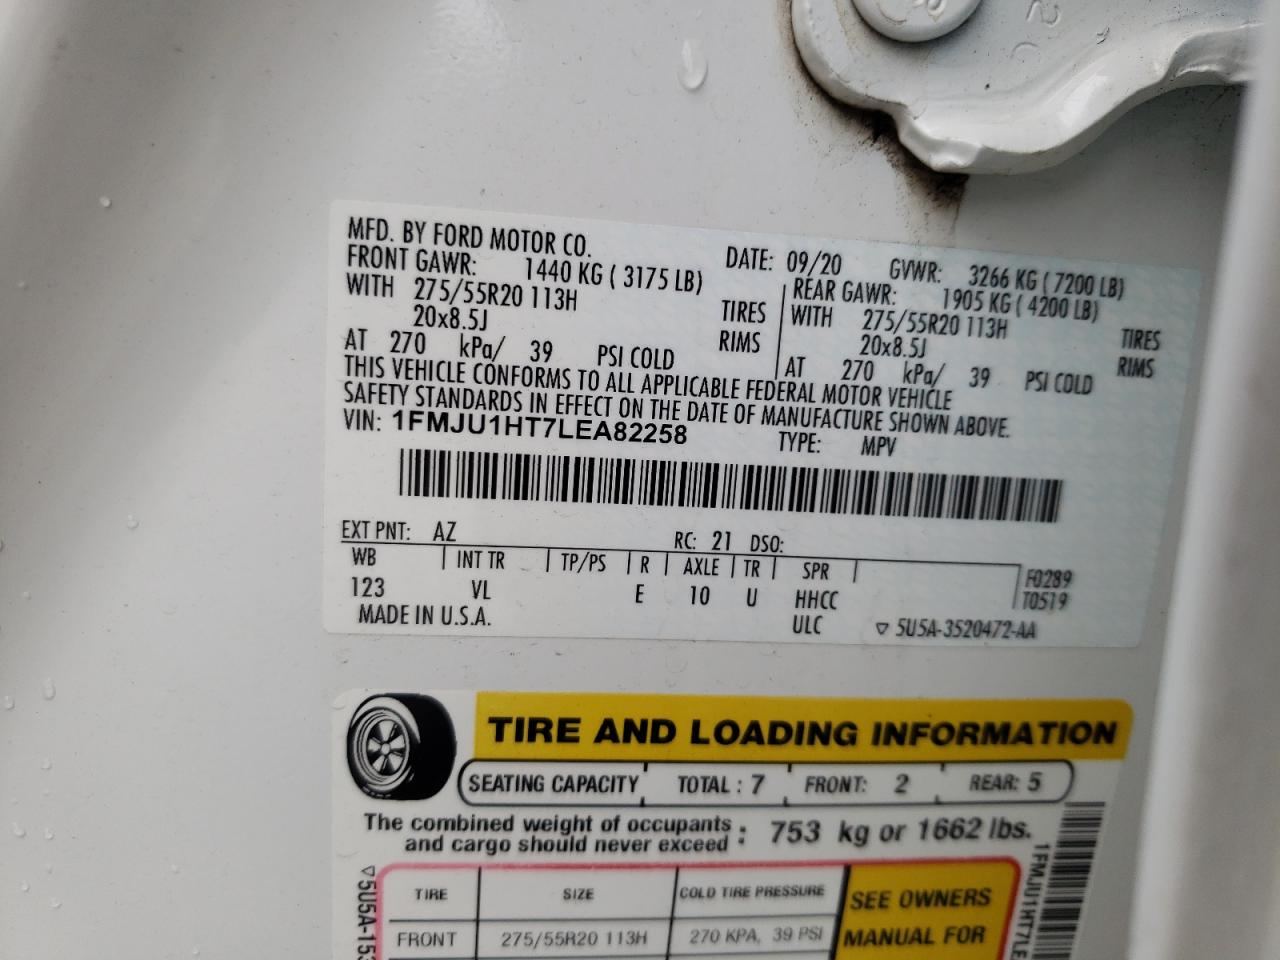 2C
MFD. BY FORD MOTOR CO. DATE: 09/20 GVWR: 3266 KG ( 7200 LB)
FRONT GAWR: 1440 KG ( 3175 LB) REAR GAWR: 1905 KG ( 4200 LB)
WITH 275/55R20 113H TIRES WITH 275/55R20 113H TIRES
20x8.5J RIMS 20x8.5J RIMS
AT 270 kPa/ 39 PSI COLD AT 270 kPa/ 39 PSI COLD
THIS VEHICLE CONFORMS TO ALL APPLICABLE FEDERAL MOTOR VEHICLE
SAFETY STANDARDS IN EFFECT ON THE DATE OF MANUFACTURE SHOWN ABOVE.
VIN: 1FMJU1HT7LEA82258 TYPE: MPV
EXT PNT: AZ RC: 21 DSO:
WB INT TR TP/PS R AXLE TR SPR F0289
123 VL E 10 U HHCC T0519
MADE IN U.S.A. ULC ▽ 5U5A-3520472-AA
TIRE AND LOADING INFORMATION
SEATING CAPACITY TOTAL : 7 FRONT: 2 REAR: 5
The combined weight of occupants
and cargo should never exceed : 753 kg or 1662 lbs.
TIRE SIZE COLD TIRE PRESSURE SEE OWNERS
FRONT 275/55R20 113H 270 KPA, 39 PSI MANUAL FOR
▽5U5A-153
1FMJU1HT7LE